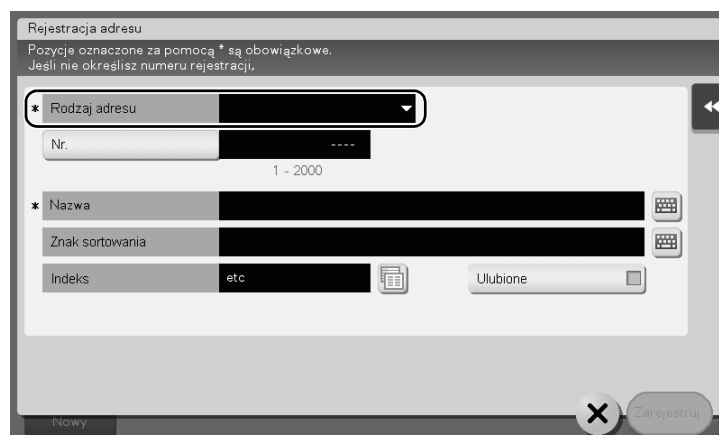 Rejestracja adresu
Pozycje oznaczone za pomocą * są obowiązkowe.
Jeśli nie określisz numeru rejestracji,
* Rodzaj adresu
Nr. ----
1 - 2000
* Nazwa
Znak sortowania
Indeks etc Ulubione
Nowy Zarejestruj